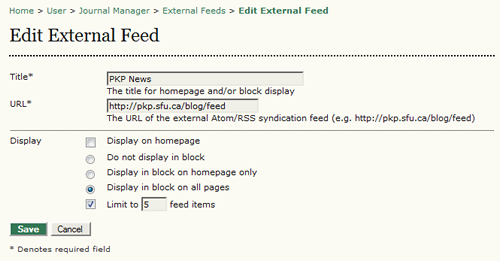 Home > User > Journal Manager > External Feeds > Edit External Feed
Edit External Feed
Title* PKP News
The title for homepage and/or block display
URL* http://pkp.sfu.ca/blog/feed
The URL of the external Atom/RSS syndication feed (e.g. http://pkp.sfu.ca/blog/feed)
Display Display on homepage
Do not display in block
Display in block on homepage only
Display in block on all pages
Limit to 5 feed items
Save Cancel
* Denotes required field